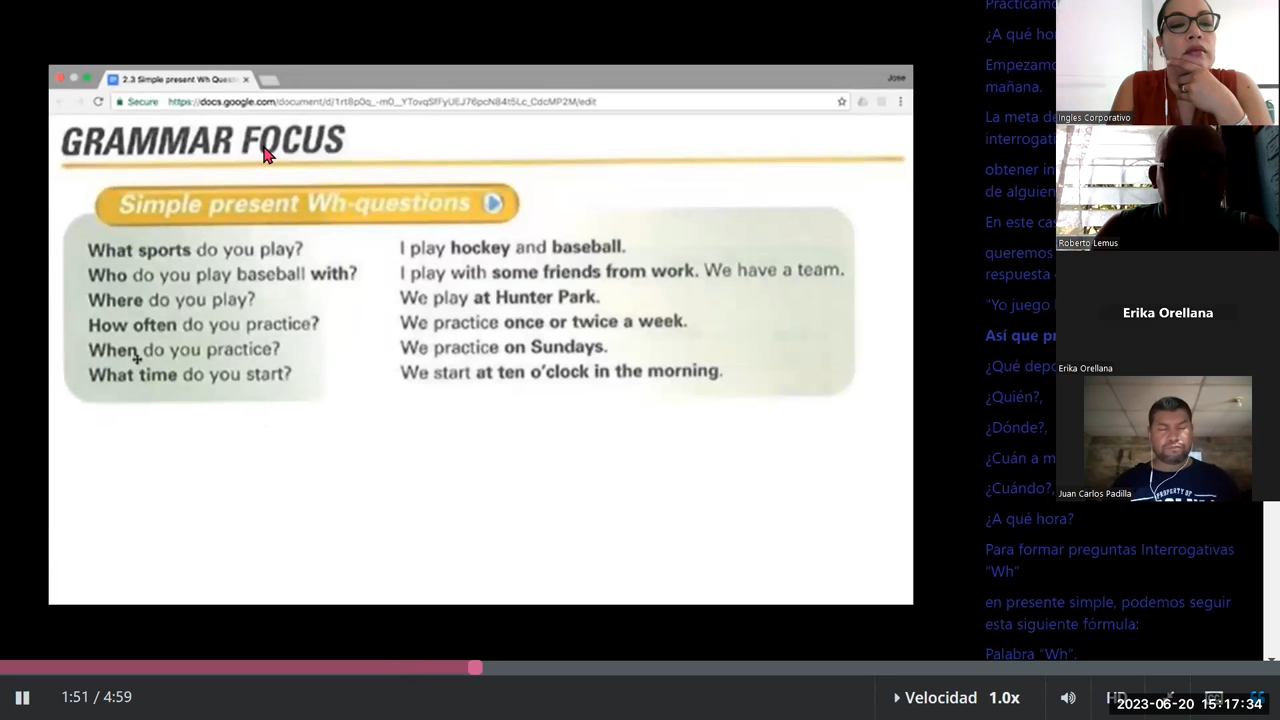 2.3 Simple present Wh Ques
Jose
Secure https://docs.google.com/document/d/
GRAMMAR FOCUS
Simple present Wh-questions
What sports do you play? I play hockey and baseball.
Who do you play baseball with? I play with some friends from work. We have a team.
Where do you play? We play at Hunter Park.
How often do you practice? We practice once or twice a week.
When do you practice? We practice on Sundays.
What time do you start? We start at ten o'clock in the morning.
Practicamo
¿A qué ho
Empezamo
mañana.
La meta de
interrogati
obtener in
de alguien
En este ca
queremos
respuesta
"Yo juego
Así que pr
¿Qué depo
¿Quién?,
¿Dónde?,
¿Cuán a m
¿Cuándo?,
¿A qué hora?
Para formar preguntas Interrogativas
"Wh"
en presente simple, podemos seguir
esta siguiente fórmula:
Palabra "Wh",
Ingles Corporativo
Roberto Lemus
Erika Orellana
Erika Orellana
PROPERTY OF
Juan Carlos Padilla
1:51 / 4:59
Velocidad 1.0x
HD
2023-06-20 15:17:34